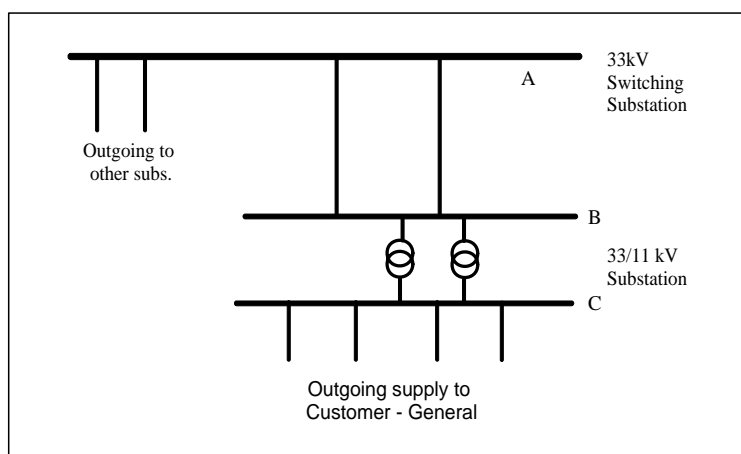 33kV
Switching
Substation
A
Outgoing to
other subs.
B
33/11 kV
Substation
C
Outgoing supply to
Customer - General